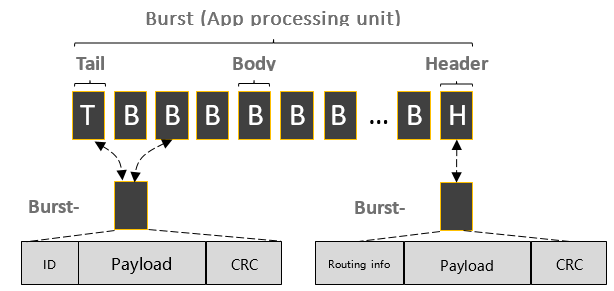 Burst (App processing unit)
Tail Body Header
T B B B B B B ... B H
Burst- Burst-
ID Payload CRC Routing info Payload CRC